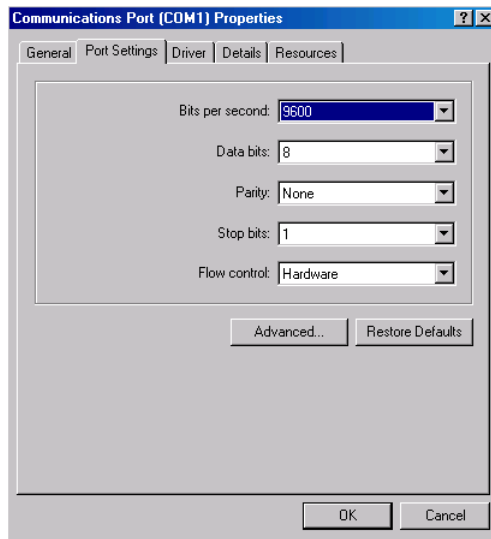 Communications Port (COM1) Properties
General Port Settings Driver Details Resources
Bits per second: 9600
Data bits: 8
Parity: None
Stop bits: 1
Flow control: Hardware
Advanced... Restore Defaults
OK Cancel